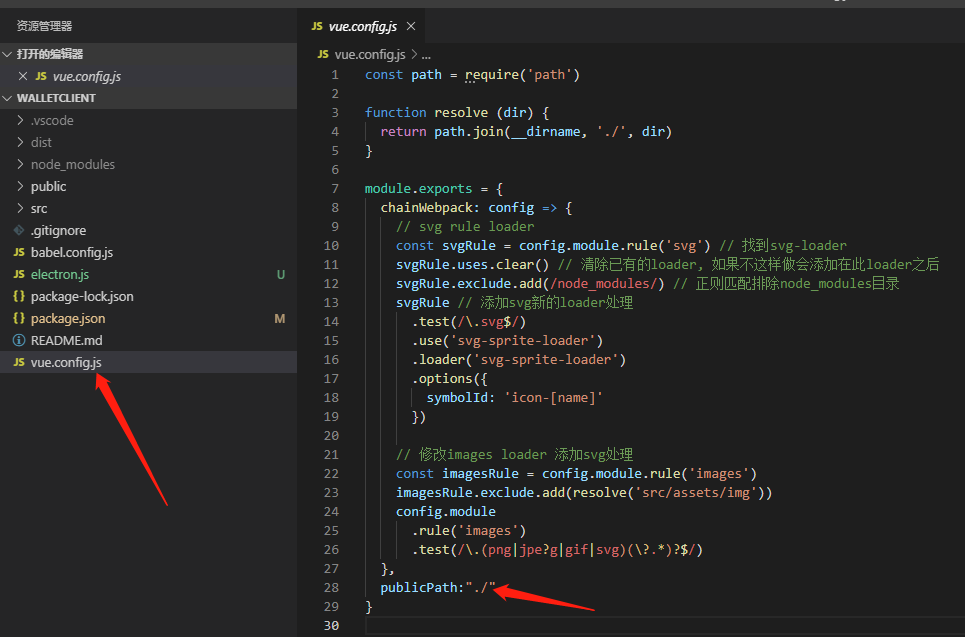 资源管理器
打开的编辑器
JS vue.config.js
WALLETCLIENT
.vscode
dist
node_modules
public
src
.gitignore
JS babel.config.js
JS electron.js U
{} package-lock.json
{} package.json M
README.md
JS vue.config.js
JS vue.config.js
JS vue.config.js > ...
1 const path = require('path')
2
3 function resolve (dir) {
4 return path.join(__dirname, './', dir)
5 }
6
7 module.exports = {
8 chainWebpack: config => {
9 // svg rule loader
10 const svgRule = config.module.rule('svg') // 找到svg-loader
11 svgRule.uses.clear() // 清除已有的loader, 如果不这样做会添加在此loader之后
12 svgRule.exclude.add(/node_modules/) // 正则匹配排除node_modules目录
13 svgRule // 添加svg新的loader处理
14 .test(/\.svg$/)
15 .use('svg-sprite-loader')
16 .loader('svg-sprite-loader')
17 .options({
18 symbolId: 'icon-[name]'
19 })
20
21 // 修改images loader 添加svg处理
22 const imagesRule = config.module.rule('images')
23 imagesRule.exclude.add(resolve('src/assets/img'))
24 config.module
25 .rule('images')
26 .test(/\.(png|jpe?g|gif|svg)(\?.*)?$/)
27 },
28 publicPath:"./"
29 }
30